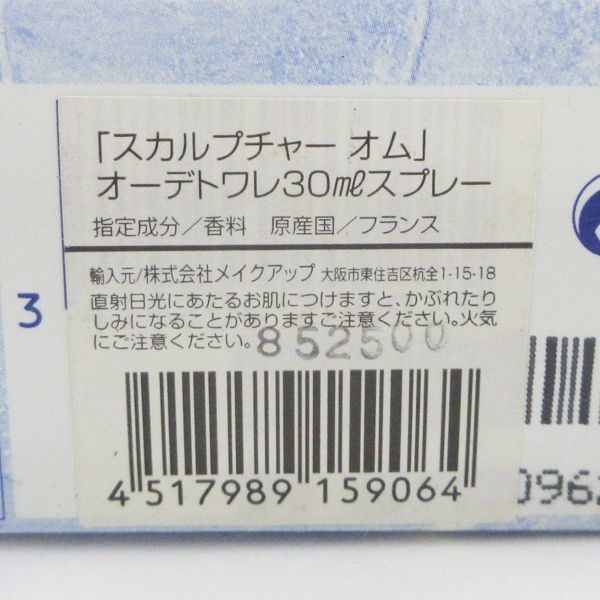 「スカルプチャー オム」
オーデトワレ30㎖スプレー
指定成分／香料 原産国／フランス
輸入元/株式会社メイクアップ 大阪市東住吉区杭全1-15-18
直射日光にあたるお肌につけますと、かぶれたり
しみになることがありますご注意ください。火気
にご注意ください。
852500
3
4 517989 159064
0962